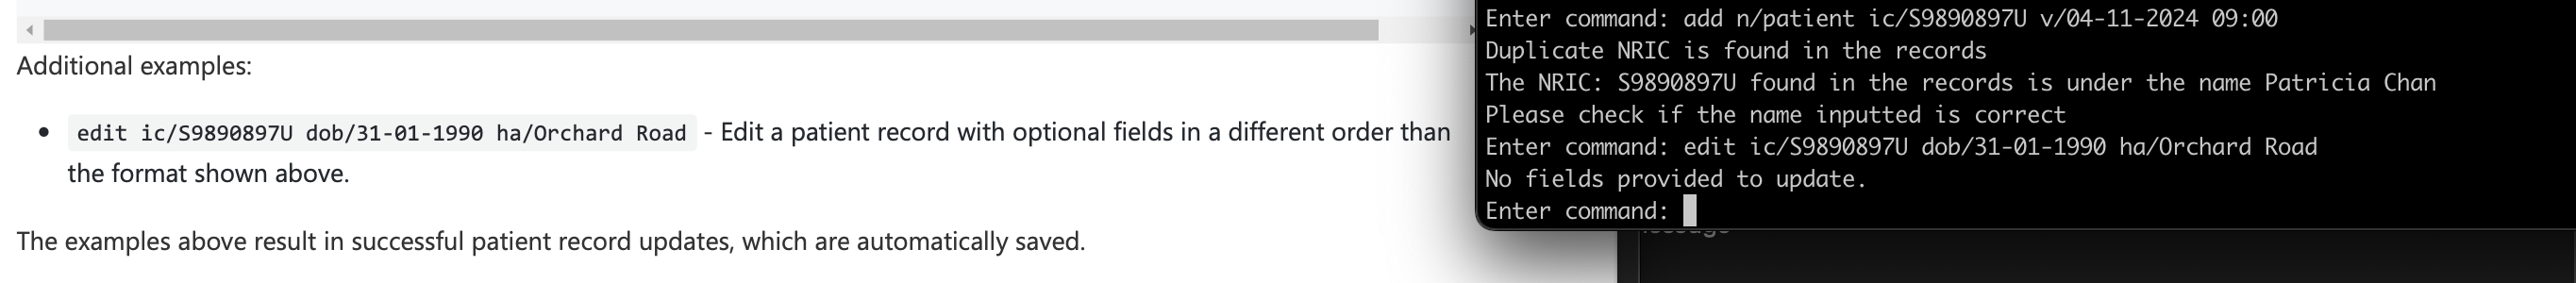 Additional examples:
• edit ic/S9890897U dob/31-01-1990 ha/Orchard Road - Edit a patient record with optional fields in a different order than
the format shown above.
The examples above result in successful patient record updates, which are automatically saved.
Enter command: add n/patient ic/S9890897U v/04-11-2024 09:00
Duplicate NRIC is found in the records
The NRIC: S9890897U found in the records is under the name Patricia Chan
Please check if the name inputted is correct
Enter command: edit ic/S9890897U dob/31-01-1990 ha/Orchard Road
No fields provided to update.
Enter command: